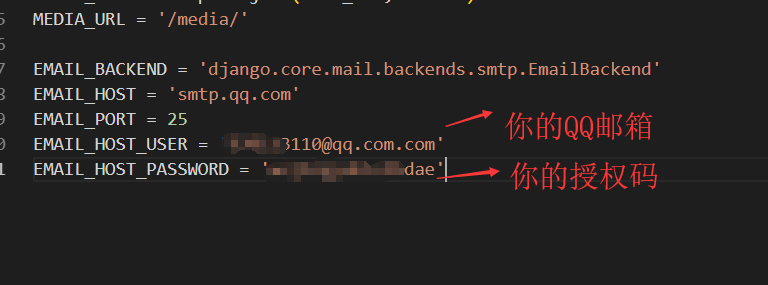 5 MEDIA_URL = '/media/'
6
7 EMAIL_BACKEND = 'django.core.mail.backends.smtp.EmailBackend'
8 EMAIL_HOST = 'smtp.qq.com'
9 EMAIL_PORT = 25
0 EMAIL_HOST_USER = 3110@qq.com.com'
1 EMAIL_HOST_PASSWORD = ' dae'
你的QQ邮箱
你的授权码